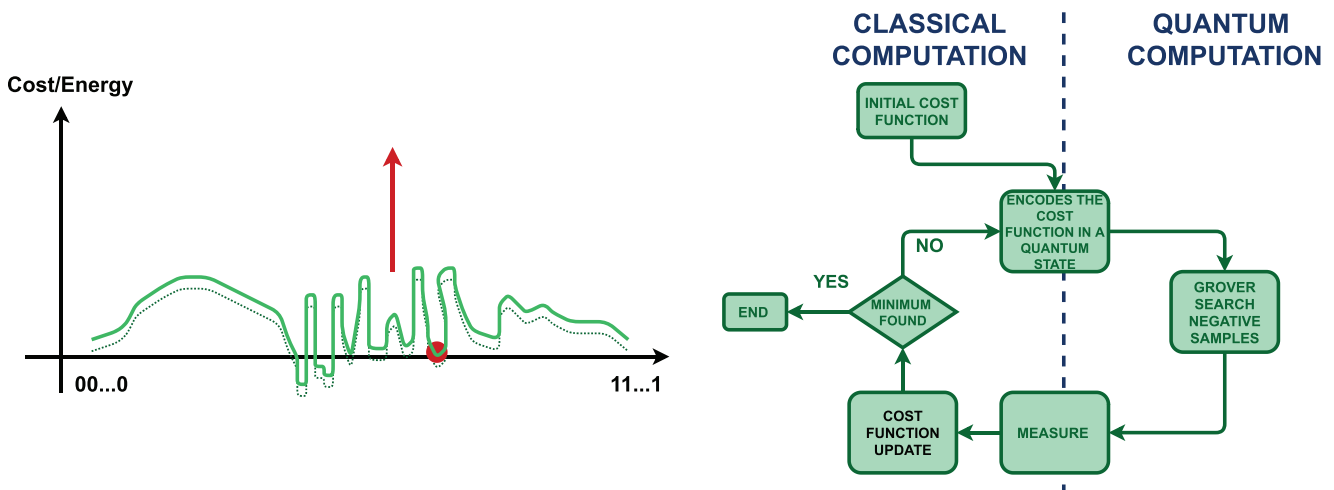 Cost/Energy
00...0
11...1
CLASSICAL
COMPUTATION
QUANTUM
COMPUTATION
INITIAL COST
FUNCTION
ENCODES THE
COST
FUNCTION IN A
QUANTUM
STATE
NO
YES
END
MINIMUM
FOUND
GROVER
SEARCH
NEGATIVE
SAMPLES
COST
FUNCTION
UPDATE
MEASURE